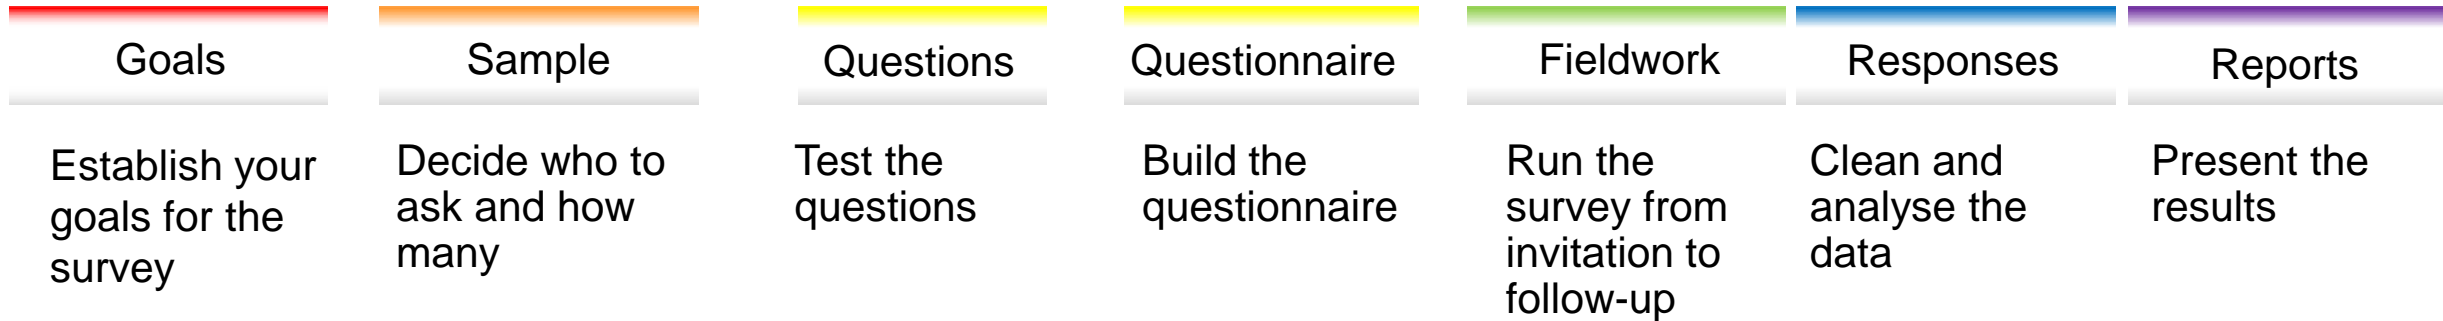 Goals
Establish your
goals for the
survey
Sample
Decide who to
ask and how
many
Questions
Test the
questions
Questionnaire
Build the
questionnaire
Fieldwork
Run the
survey from
invitation to
follow-up
Responses
Clean and
analyse the
data
Reports
Present the
results